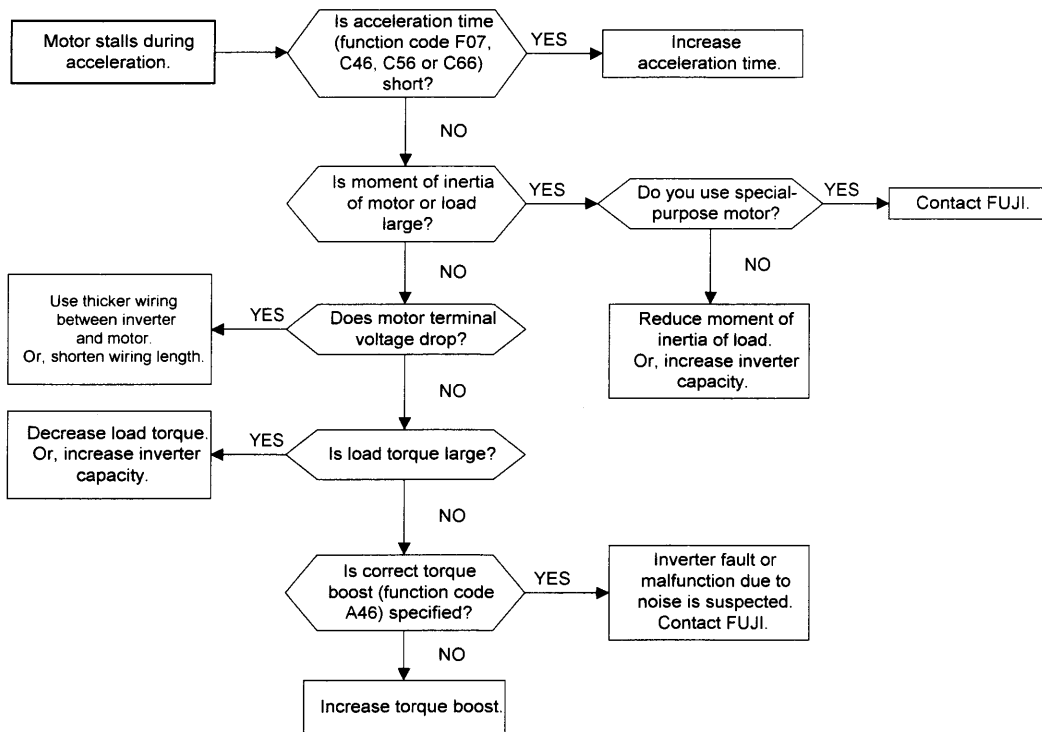 Motor stalls during
acceleration.
Is acceleration time
(function code F07,
C46, C56 or C66)
short?
YES
Increase
acceleration time.
NO
Is moment of inertia
of motor or load
large?
YES
Do you use special-
purpose motor?
YES
Contact FUJI.
NO
NO
Use thicker wiring
between inverter
and motor.
Or, shorten wiring length.
YES
Does motor terminal
voltage drop?
Reduce moment of
inertia of load.
Or, increase inverter
capacity.
NO
Decrease load torque.
Or, increase inverter
capacity.
YES
Is load torque large?
NO
Is correct torque
boost (function code
A46) specified?
YES
Inverter fault or
malfunction due to
noise is suspected.
Contact FUJI.
NO
Increase torque boost.